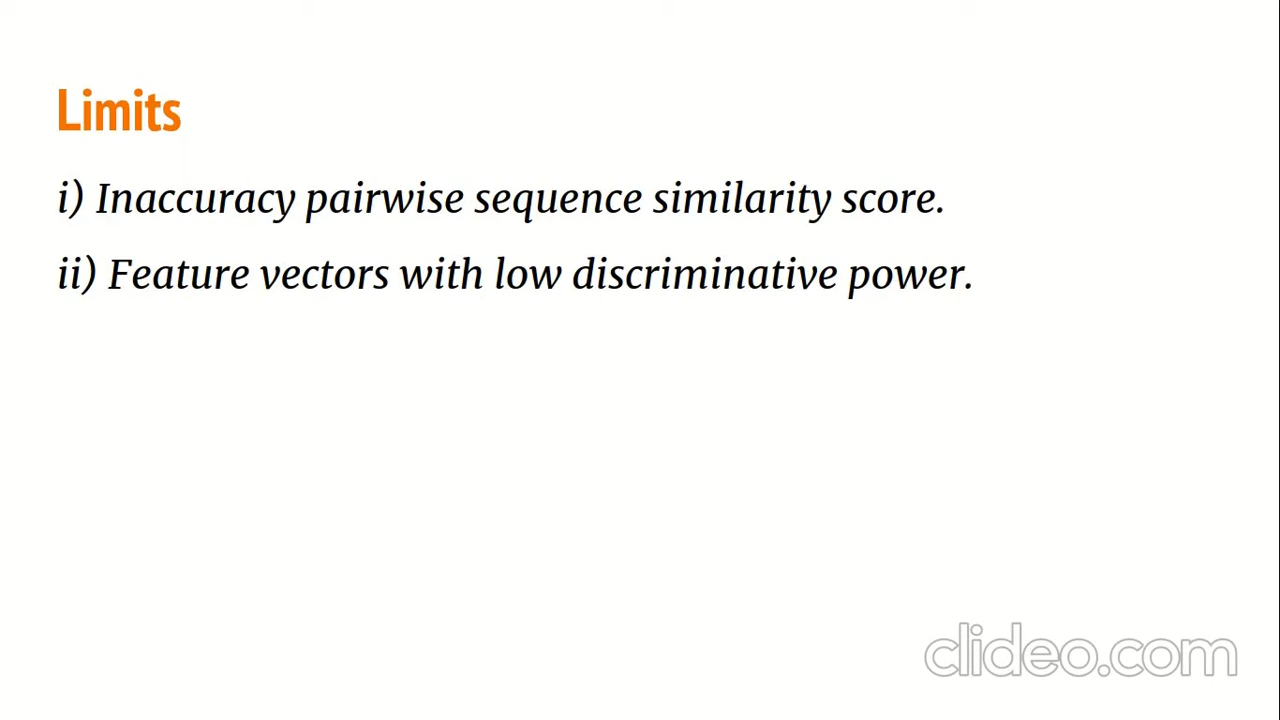 Limits
i) Inaccuracy pairwise sequence similarity score.
ii) Feature vectors with low discriminative power.
clideo.com